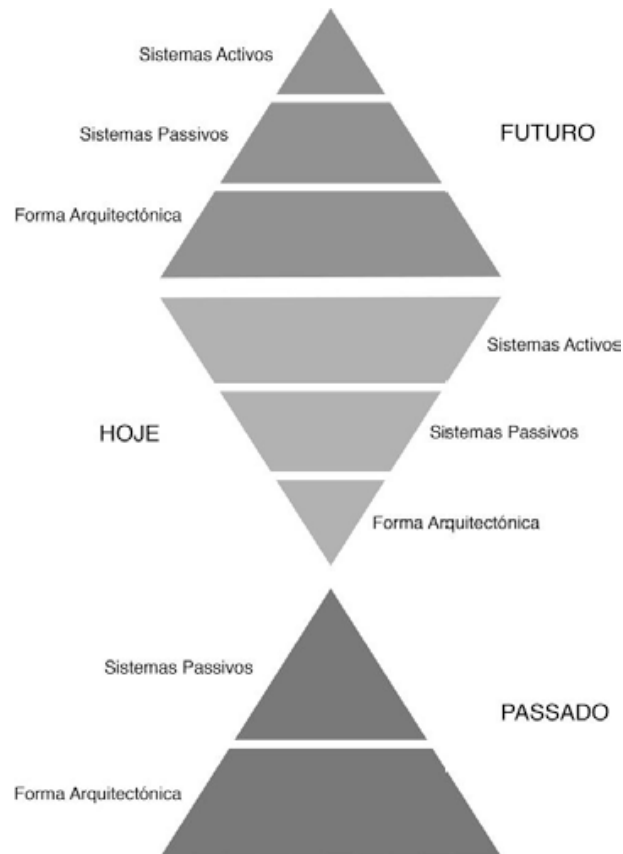 Sistemas Activos
Sistemas Passivos
FUTURO
Forma Arquitectónica
Sistemas Activos
HOJE
Sistemas Passivos
Forma Arquitectónica
Sistemas Passivos
PASSADO
Forma Arquitectónica